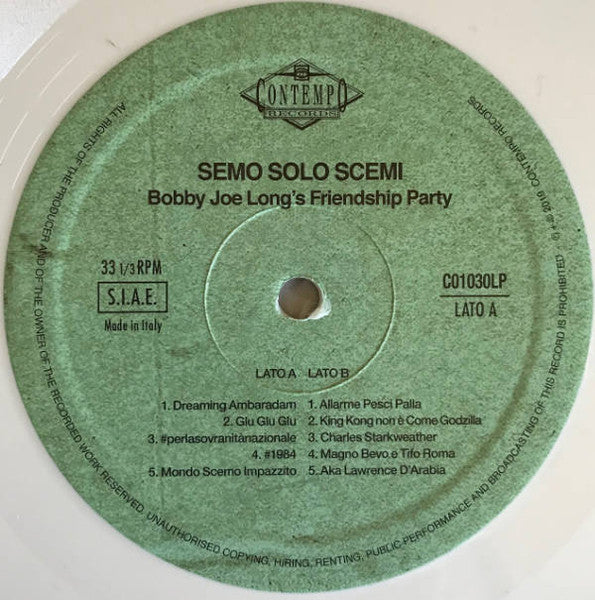 CONTEMPO
RECORDS
SEMO SOLO SCEMI
Bobby Joe Long's Friendship Party
33 1/3 RPM
S.I.A.E.
Made in Italy
C01030LP
LATO A
LATO A LATO B
1. Dreaming Ambaradam
2. Glu Glu Glu
3. #perlasovranitànazionale
4. #1984
5. Mondo Scemo Impazzito
1. Allarme Pesci Palla
2. King Kong non è Come Godzilla
3. Charles Starkweather
4. Magno Bevo e Tifo Roma
5. Aka Lawrence D'Arabia
ALL RIGHTS OF THE PRODUCER AND OF THE OWNER OF THE RECORDED WORK RESERVED. UNAUTHORISED COPYING, HIRING, RENTING, PUBLIC PERFORMANCE AND BROADCASTING OF THIS RECORD IS PROHIBITED - CONTEMPO RECORDS